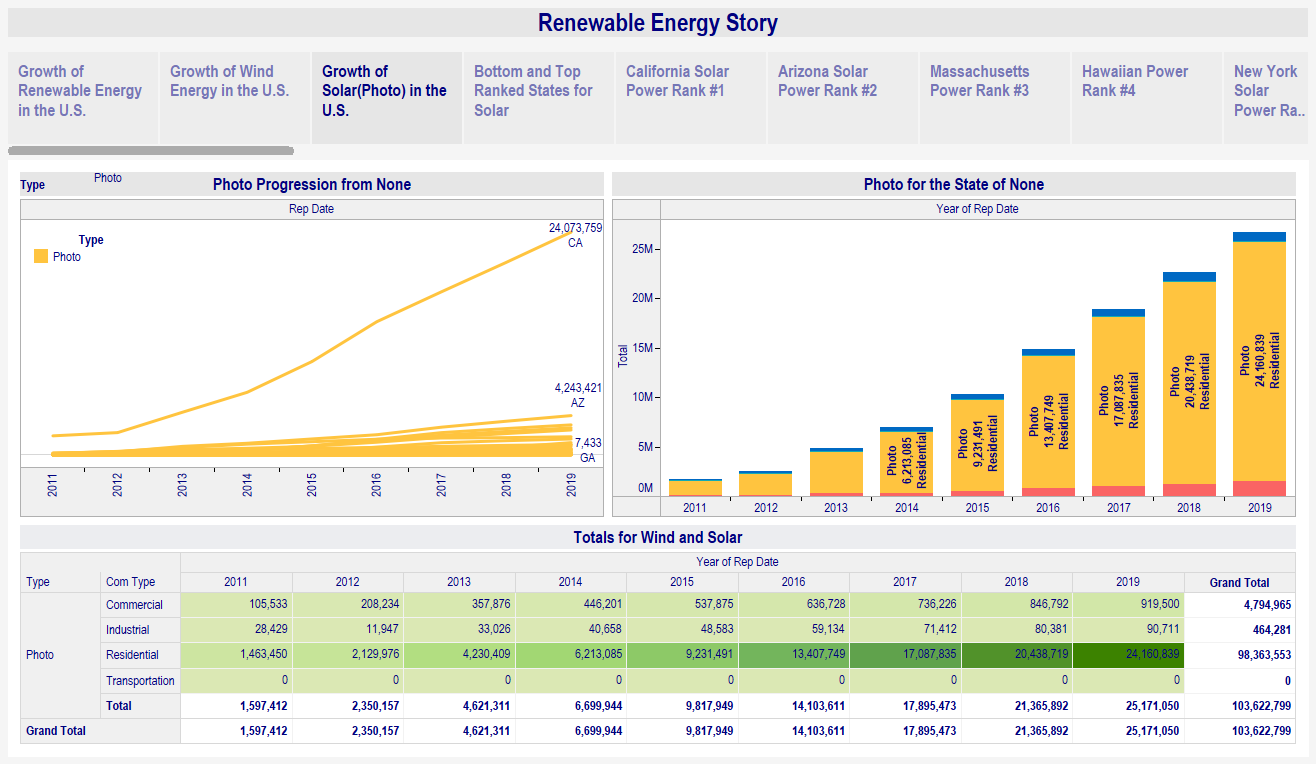 Renewable Energy Story
Growth of
Renewable Energy
in the U.S.
Growth of Wind
Energy in the U.S.
Growth of
Solar(Photo) in the
U.S.
Bottom and Top
Ranked States for
Solar
California Solar
Power Rank #1
Arizona Solar
Power Rank #2
Massachusetts
Power Rank #3
Hawaiian Power
Rank #4
New York
Solar
Power Ra..
Type
Photo
Photo Progression from None
Rep Date
Type
Photo
24,073,759
CA
4,243,421
AZ
7,433
GA
2011 2012 2013 2014 2015 2016 2017 2018 2019
Photo for the State of None
Year of Rep Date
Total
25M
20M
15M
10M
5M
0M
Photo
6,213,085
Residential
Photo
9,231,491
Residential
Photo
13,407,749
Residential
Photo
17,087,835
Residential
Photo
20,438,719
Residential
Photo
24,160,839
Residential
2011 2012 2013 2014 2015 2016 2017 2018 2019
Totals for Wind and Solar
Year of Rep Date
Type Com Type 2011 2012 2013 2014 2015 2016 2017 2018 2019 Grand Total
Commercial 105,533 208,234 357,876 446,201 537,875 636,728 736,226 846,792 919,500 4,794,965
Industrial 28,429 11,947 33,026 40,658 48,583 59,134 71,412 80,381 90,711 464,281
Photo Residential 1,463,450 2,129,976 4,230,409 6,213,085 9,231,491 13,407,749 17,087,835 20,438,719 24,160,839 98,363,553
Transportation 0 0 0 0 0 0 0 0 0 0
Total 1,597,412 2,350,157 4,621,311 6,699,944 9,817,949 14,103,611 17,895,473 21,365,892 25,171,050 103,622,799
Grand Total 1,597,412 2,350,157 4,621,311 6,699,944 9,817,949 14,103,611 17,895,473 21,365,892 25,171,050 103,622,799